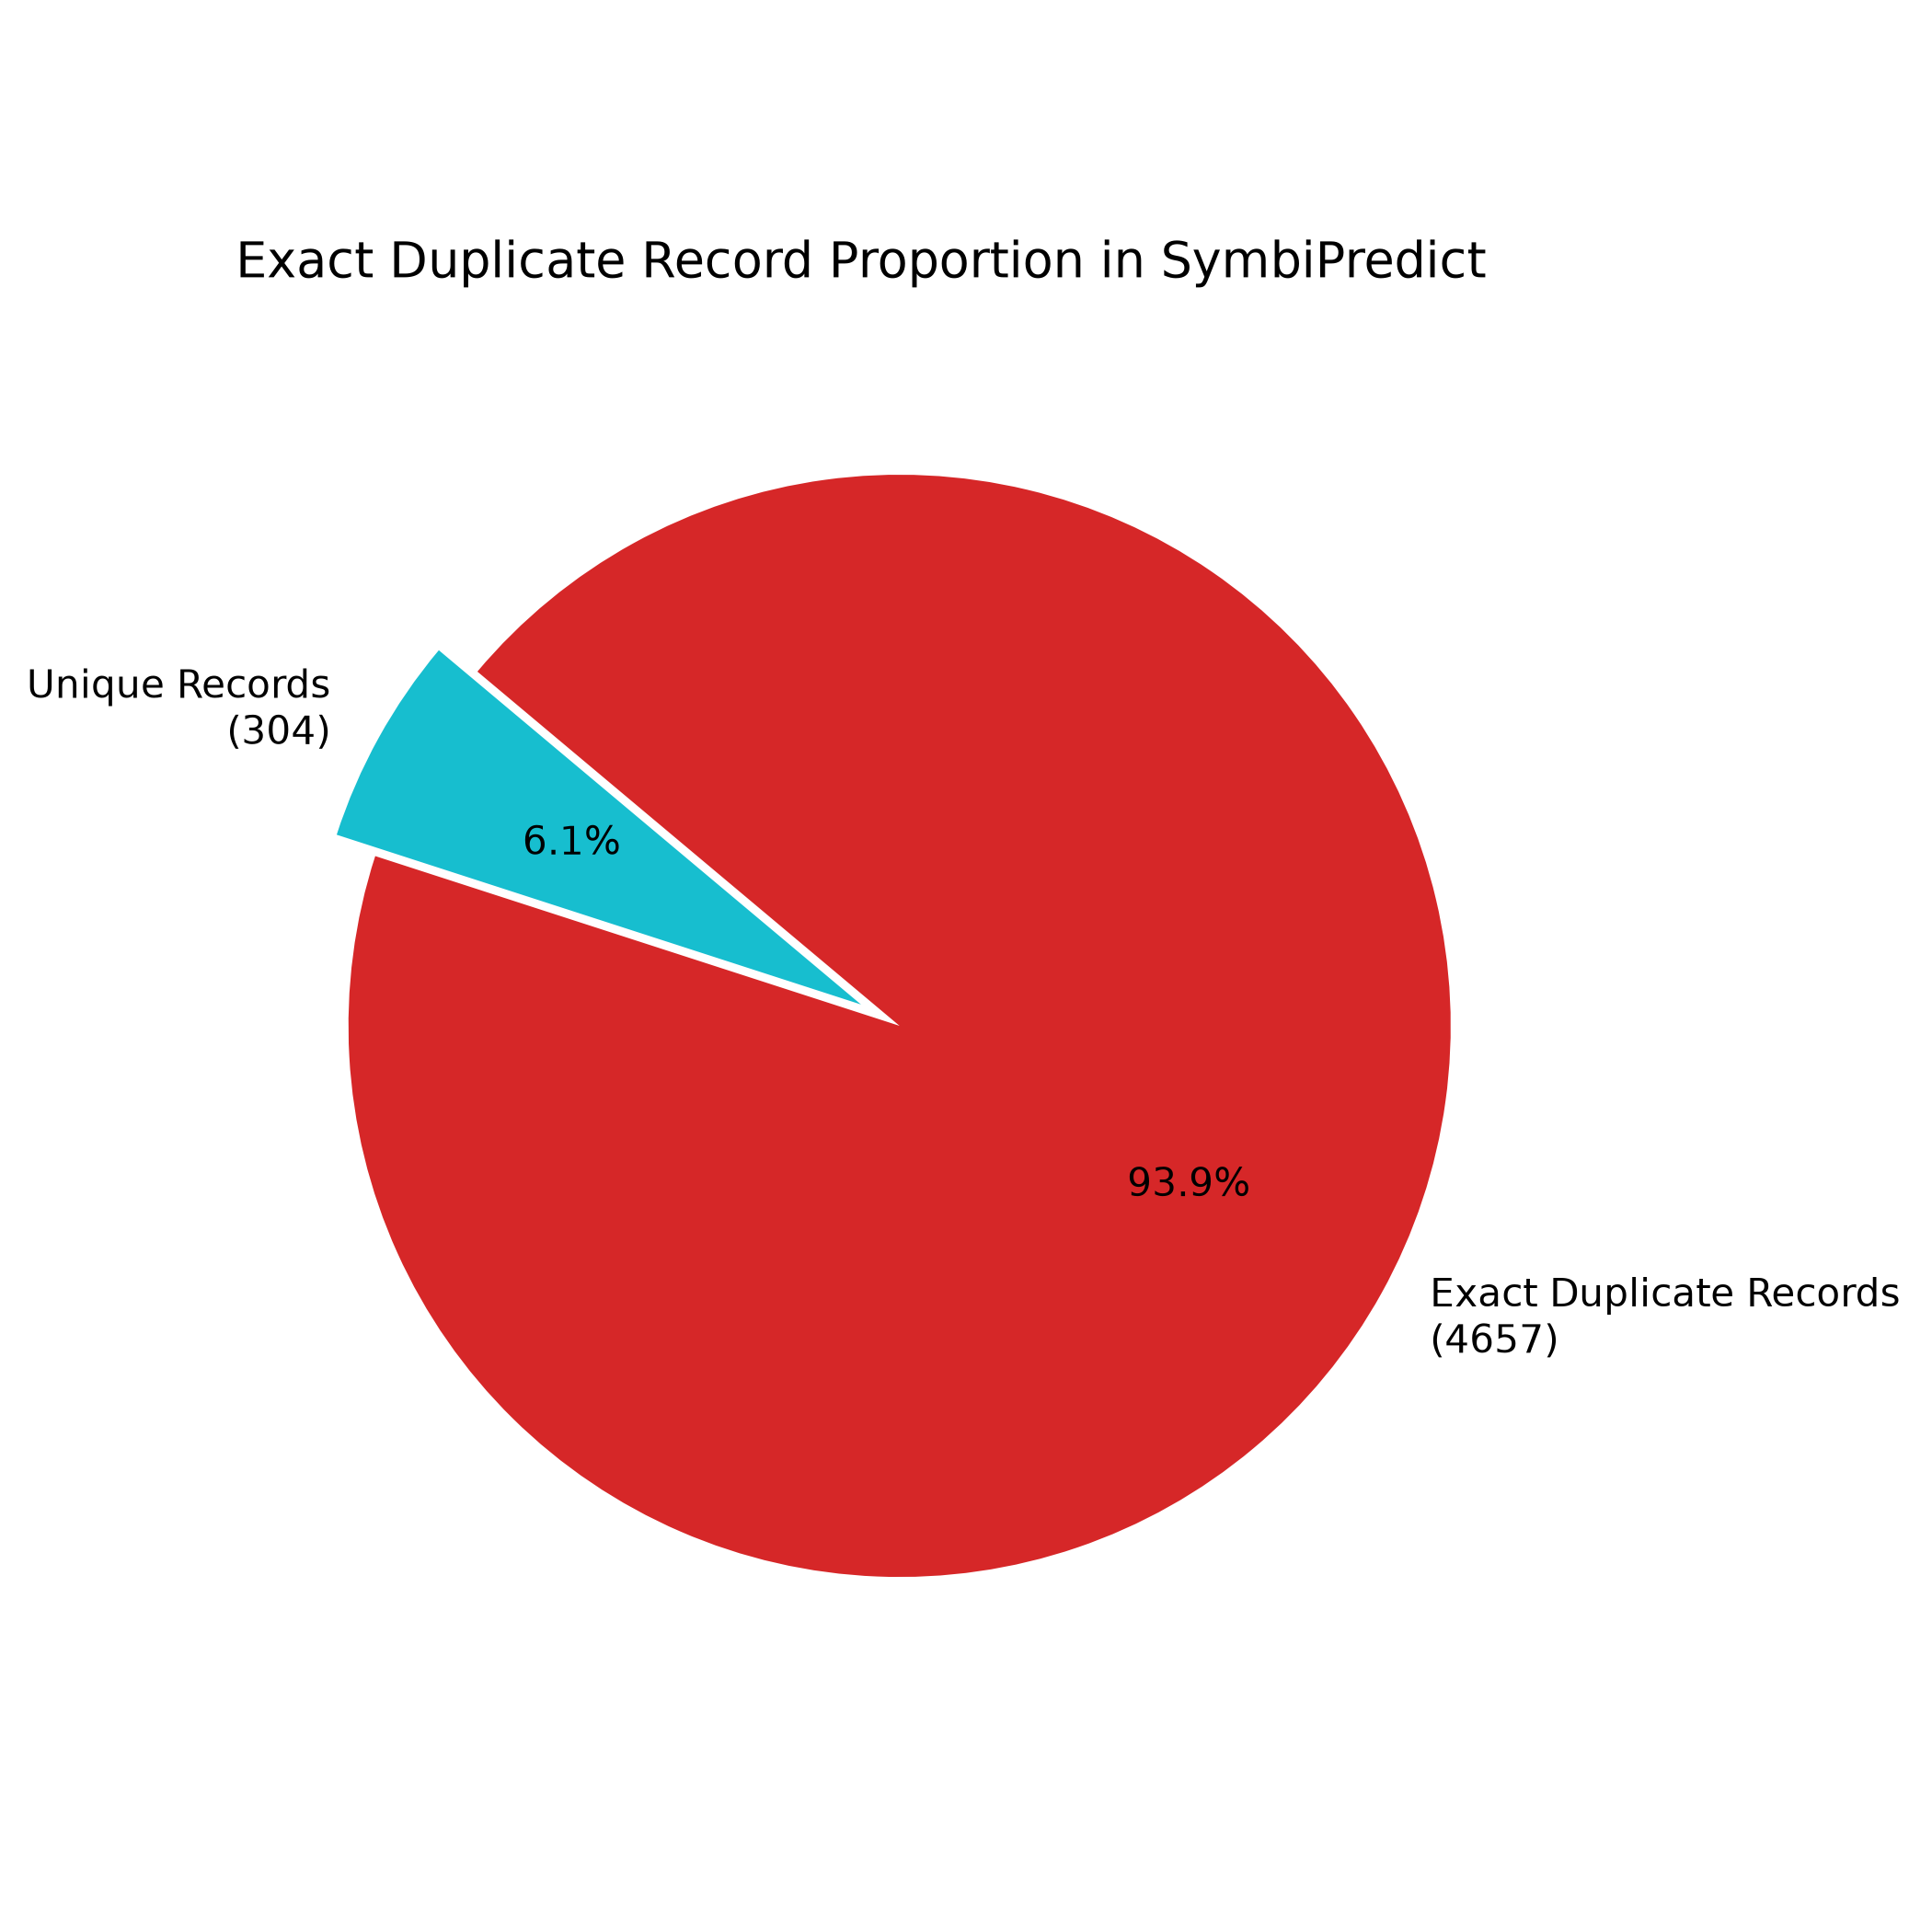 Exact Duplicate Record Proportion in SymbiPredict
Unique Records
(304)
6.1%
93.9%
Exact Duplicate Records
(4657)